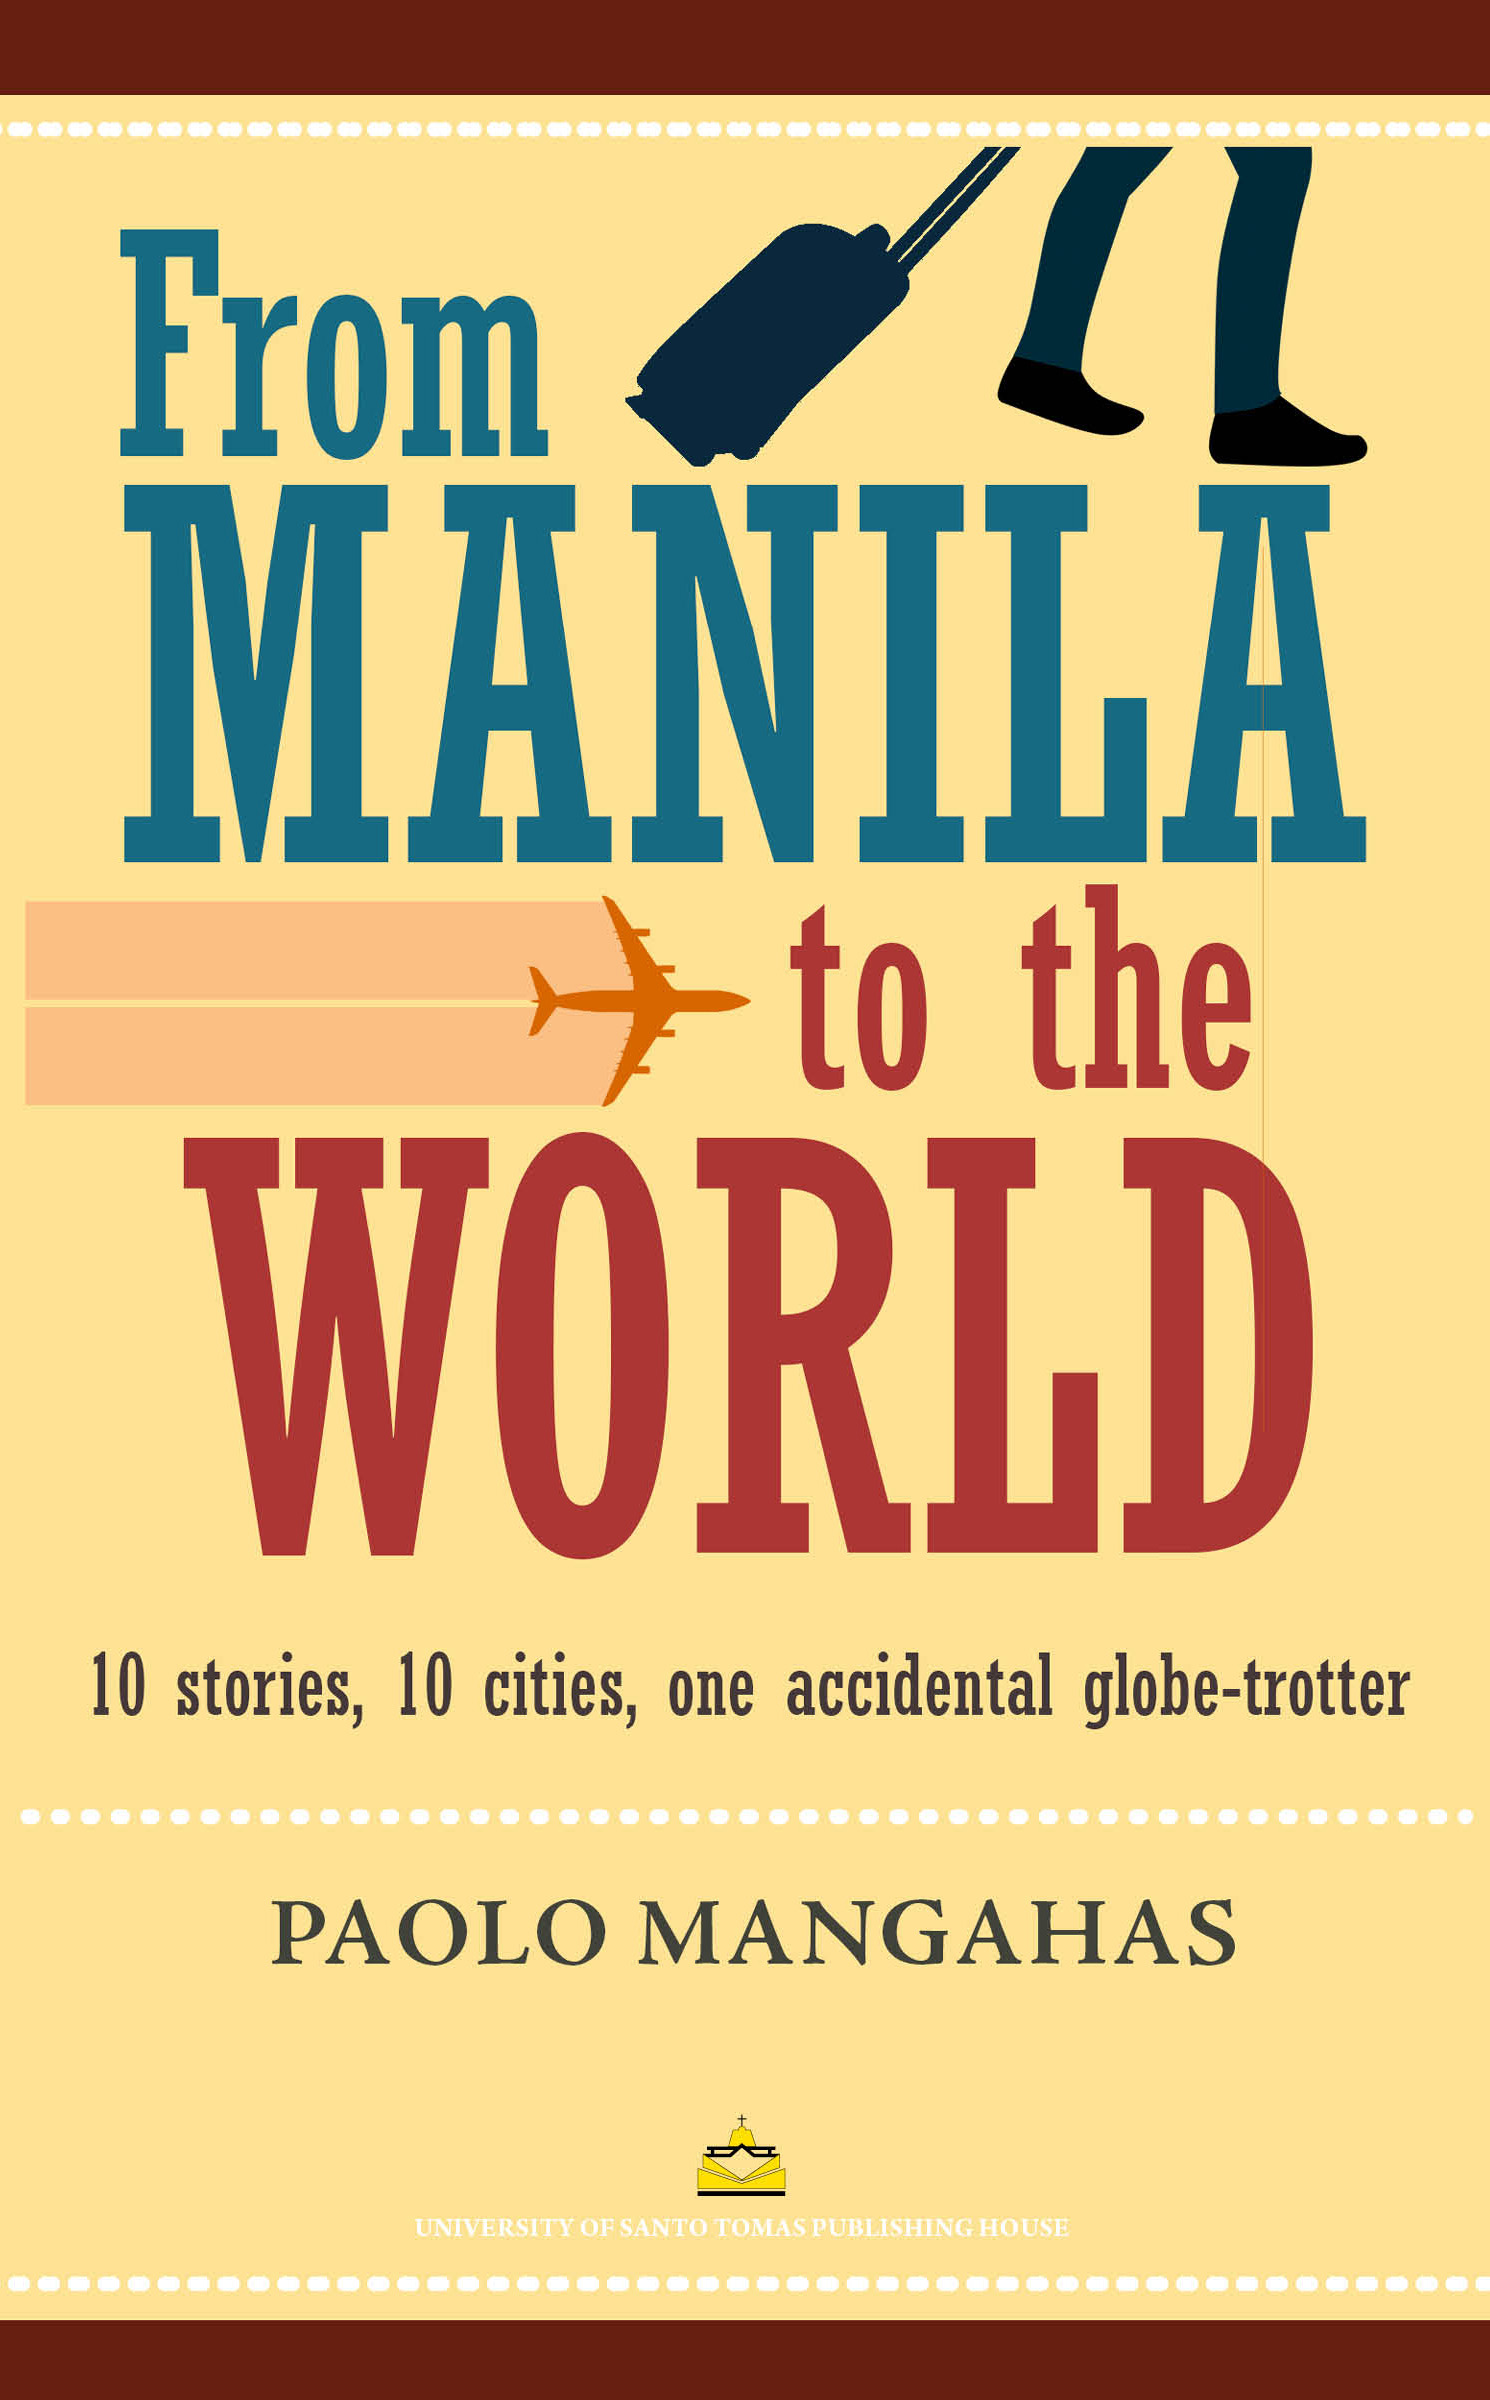 From
MANILA
to the
WORLD
10 stories, 10 cities, one accidental globe-trotter
PAOLO MANGAHAS
UNIVERSITY OF SANTO TOMAS PUBLISHING HOUSE